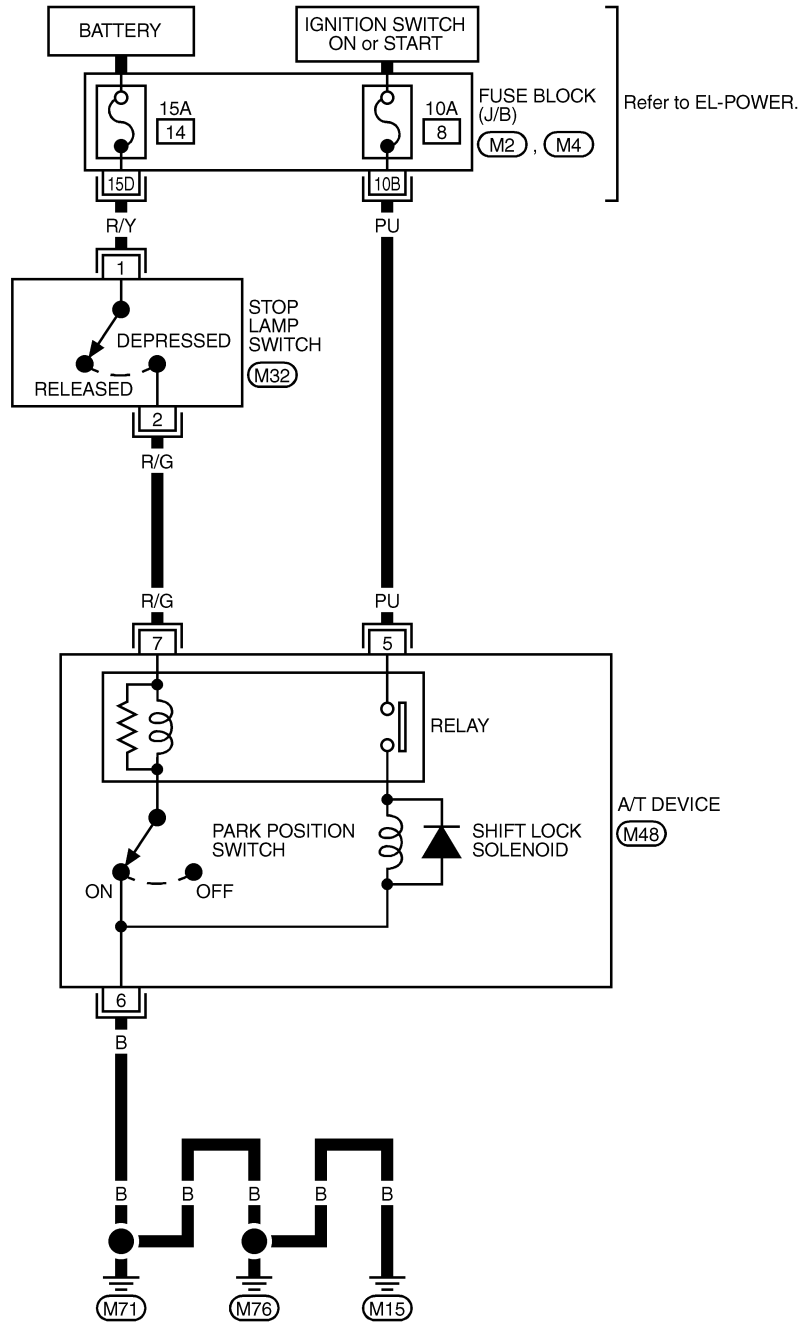 BATTERY
IGNITION SWITCH
ON or START
15A
14
10A
8
FUSE BLOCK
(J/B)
M2 , M4
Refer to EL-POWER.
15D
10B
R/Y
PU
1
STOP
LAMP
SWITCH
M32
DEPRESSED
RELEASED
2
R/G
R/G
PU
7
5
RELAY
A/T DEVICE
M48
PARK POSITION
SWITCH
SHIFT LOCK
SOLENOID
ON
OFF
6
B
B
B
B
B
B
M71
M76
M15